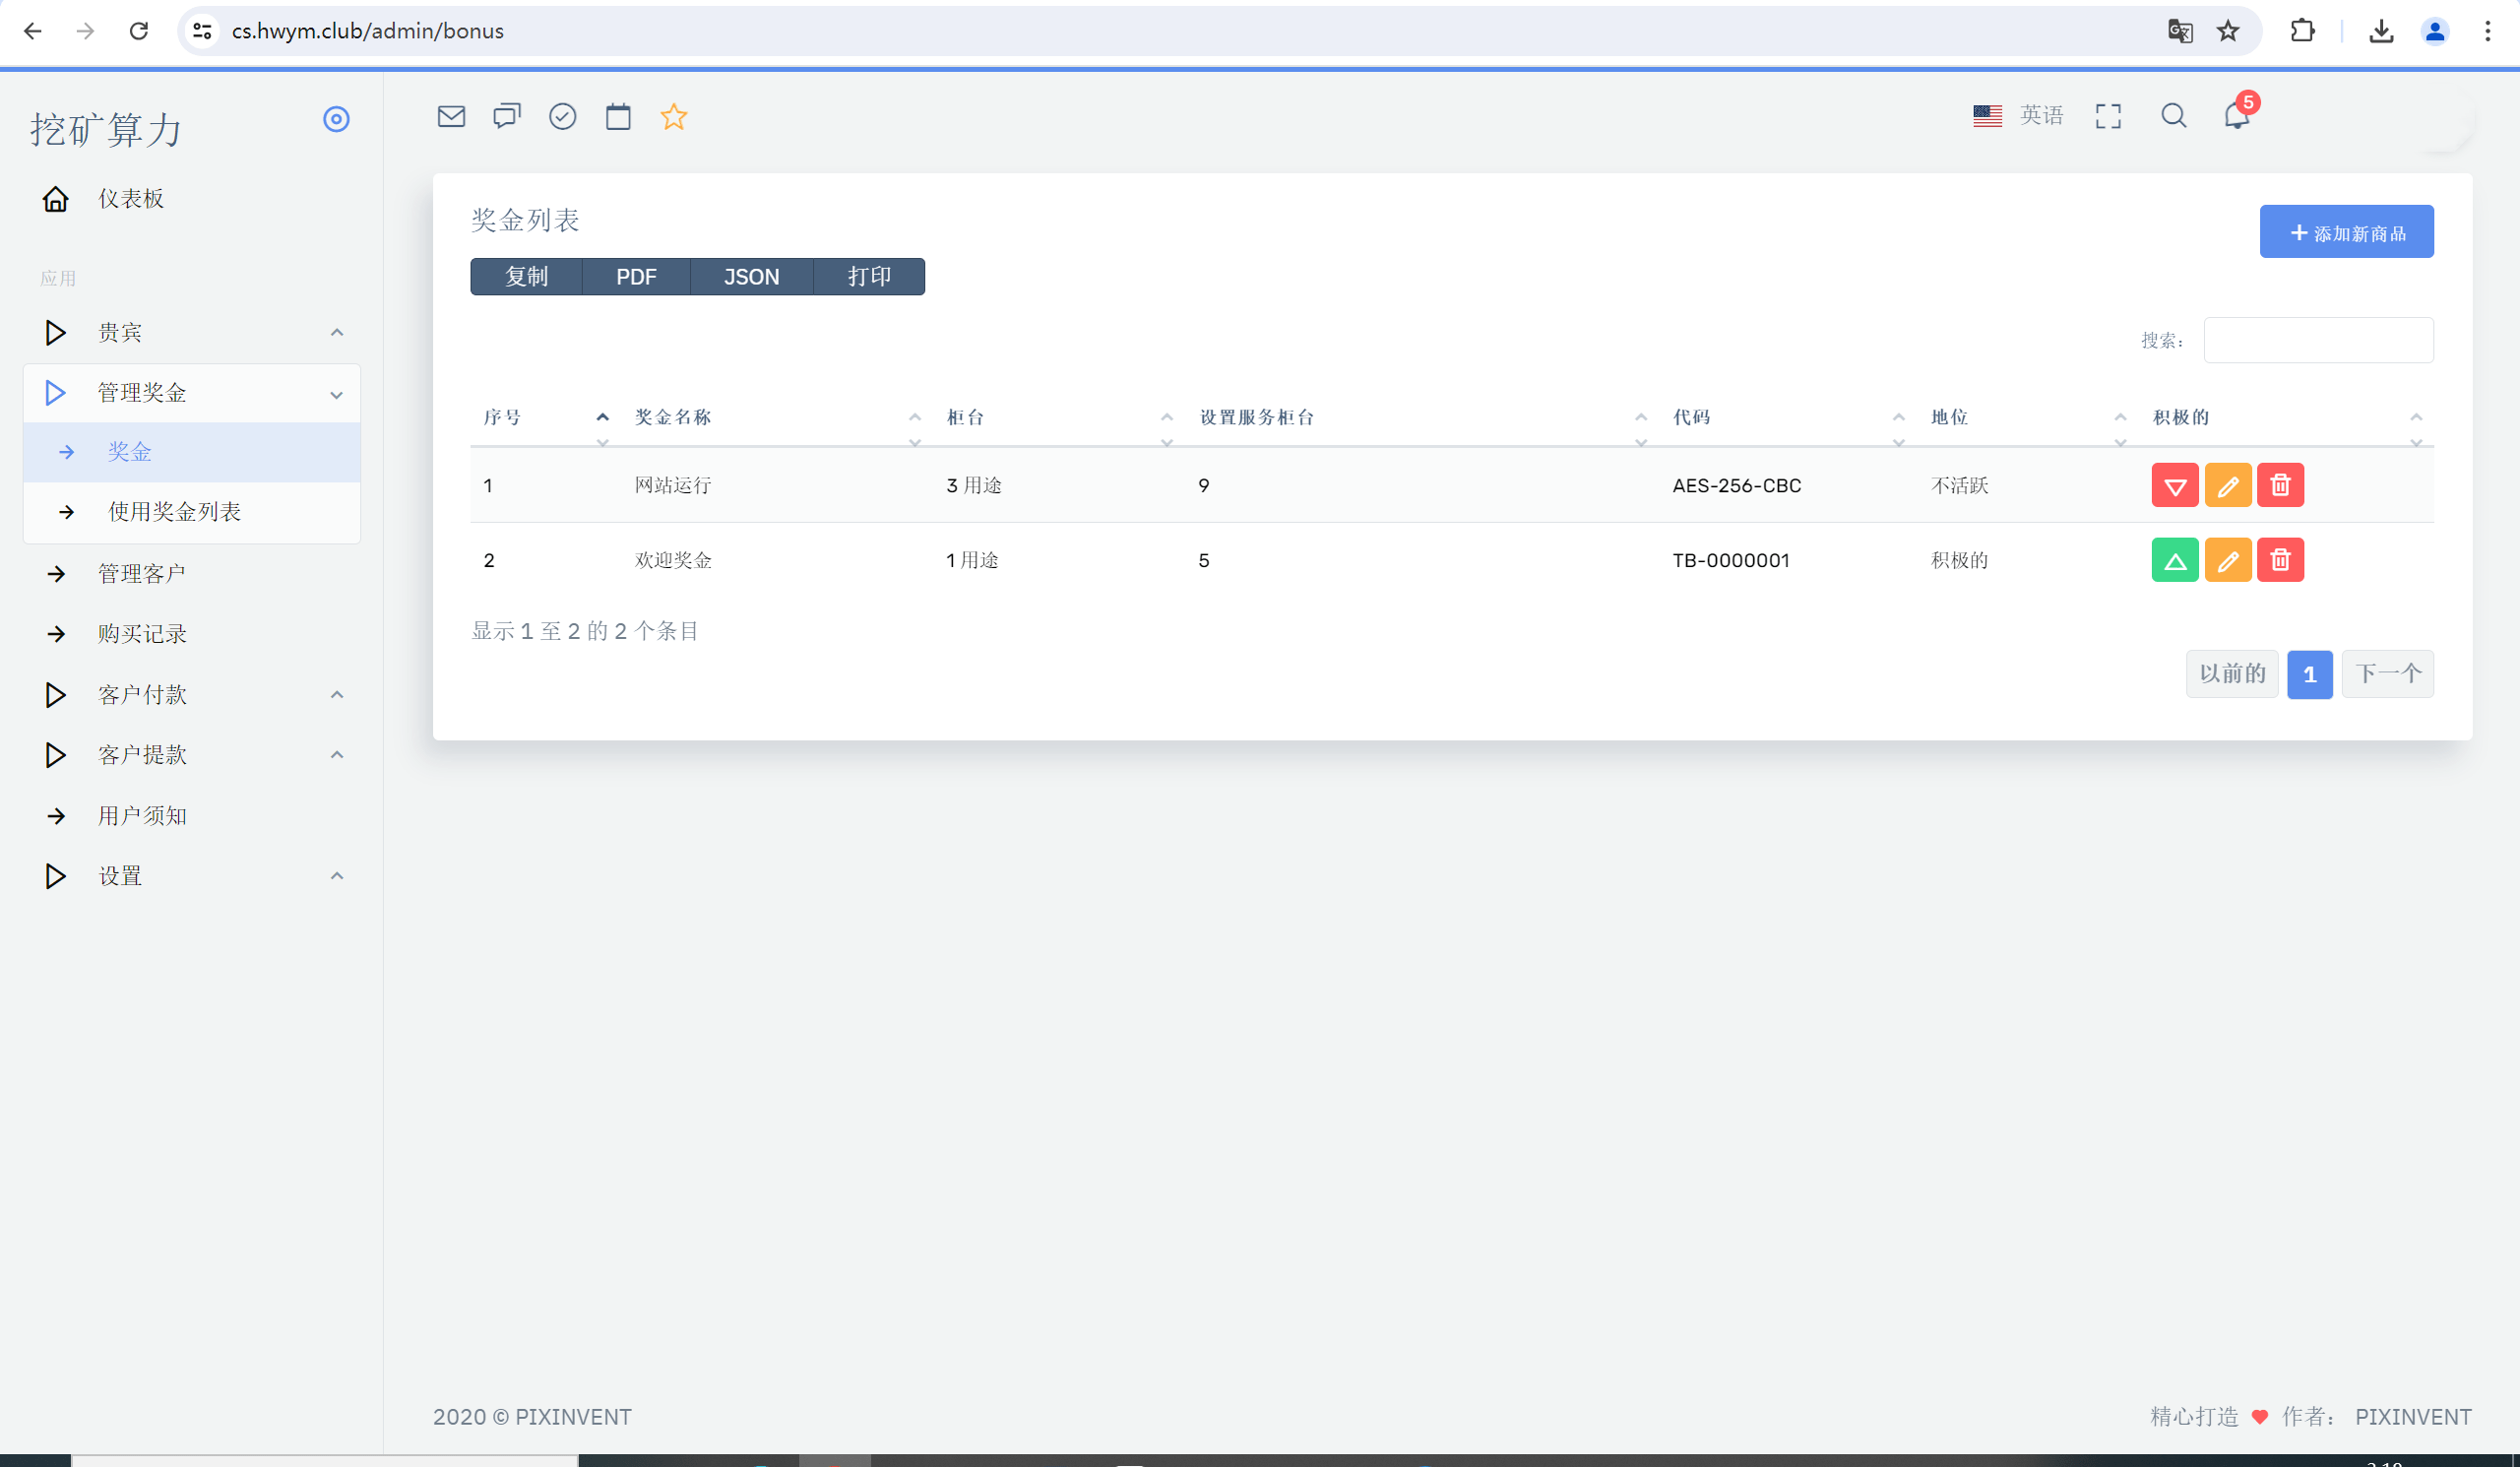 cs.hwym.club/admin/bonus
挖矿算力
英语
5
仪表板
应用
贵宾
管理奖金
奖金
使用奖金列表
管理客户
购买记录
客户付款
客户提款
用户须知
设置
奖金列表
+ 添加新商品
复制 PDF JSON 打印
搜索：
序号 奖金名称 柜台 设置服务柜台 代码 地位 积极的
1 网站运行 3 用途 9 AES-256-CBC 不活跃
2 欢迎奖金 1 用途 5 TB-0000001 积极的
显示 1 至 2 的 2 个条目
以前的 1 下一个
2020 © PIXINVENT
精心打造 ♥ 作者： PIXINVENT